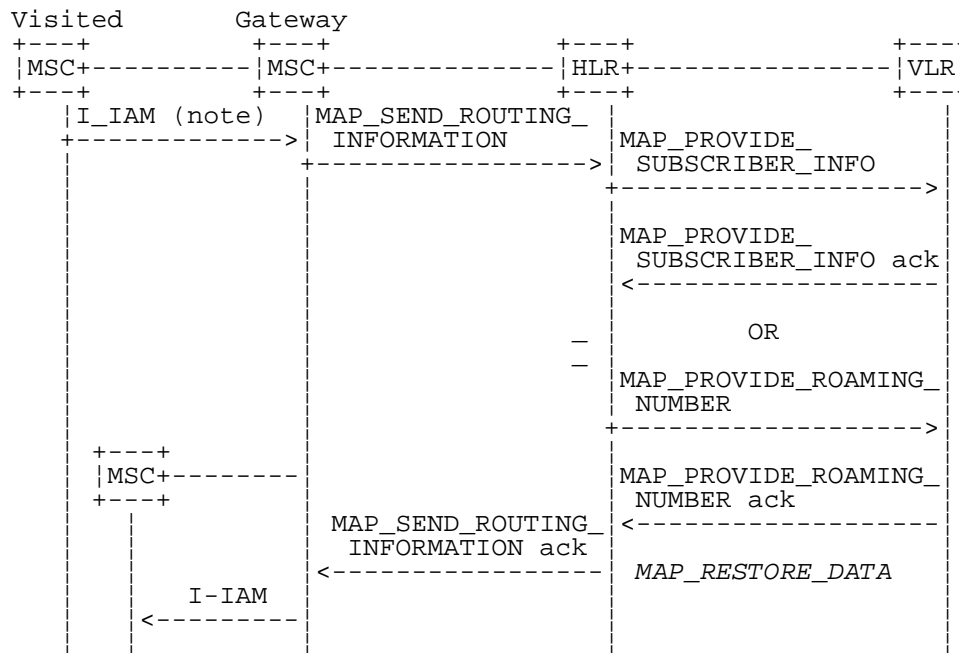 Visited Gateway
MSC MSC HLR VLR
I_IAM (note) MAP_SEND_ROUTING_
INFORMATION MAP_PROVIDE_
SUBSCRIBER_INFO
MAP_PROVIDE_
SUBSCRIBER_INFO ack
OR
MAP_PROVIDE_ROAMING_
NUMBER
MSC MAP_PROVIDE_ROAMING_
NUMBER ack
MAP_SEND_ROUTING_
INFORMATION ack
MAP_RESTORE_DATA
I-IAM